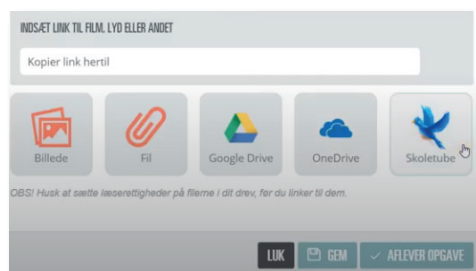 INDSÆT LINK TIL FILM, LYD ELLER ANDET
Kopier link hertil
Billede
Fil
Google Drive
OneDrive
Skoletube
OBS! Husk at sætte læserettigheder på filerne i dit drev, før du linker til dem.
LUK
GEM
AFLEVER OPGAVE